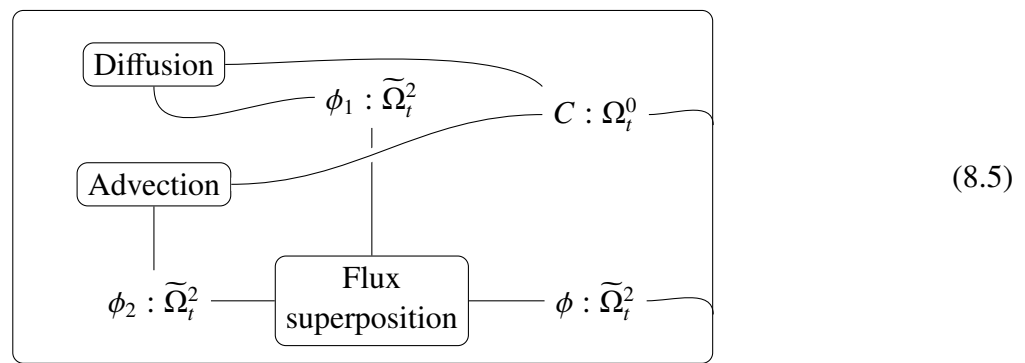 Diffusion
ϕ₁ : Ω̃²ₜ
C : Ω⁰ₜ
Advection
(8.5)
Flux
superposition
ϕ₂ : Ω̃²ₜ
ϕ : Ω̃²ₜ